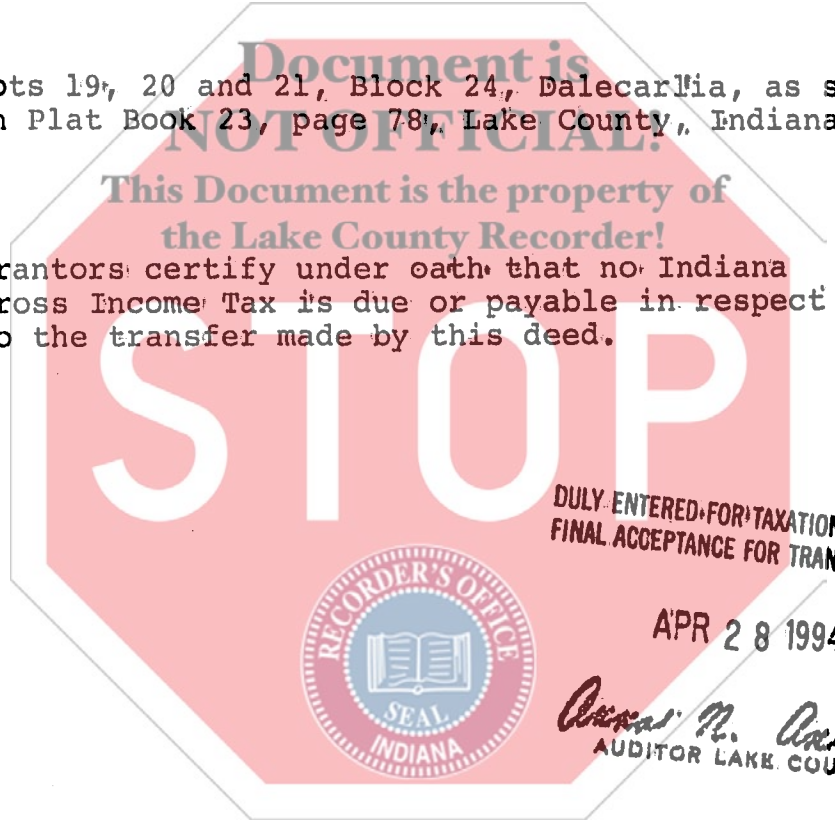 Document is
ots 19, 20 and 21, Block 24, Dalecarlia, as s
n Plat Book 23, page 78, Lake County, Indiana
NOT OFFICIAL!
This Document is the property of
the Lake County Recorder!
rantors certify under oath that no Indiana
ross Income Tax is due or payable in respect
o the transfer made by this deed.
STOP
DULY ENTERED FOR TAXATION
FINAL ACCEPTANCE FOR TRAN
APR 28 1994
RECORDER'S OFFICE
SEAL
INDIANA
N.
AUDITOR LAKE COU